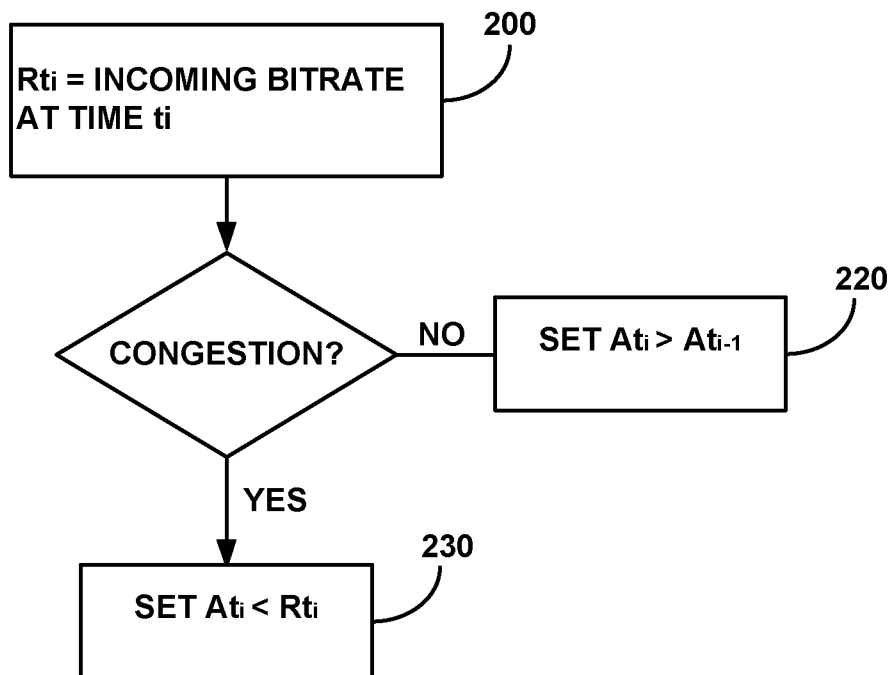 200
Rti = INCOMING BITRATE
AT TIME ti
220
CONGESTION?
NO
SET Ati > Ati-1
YES
230
SET Ati < Rti